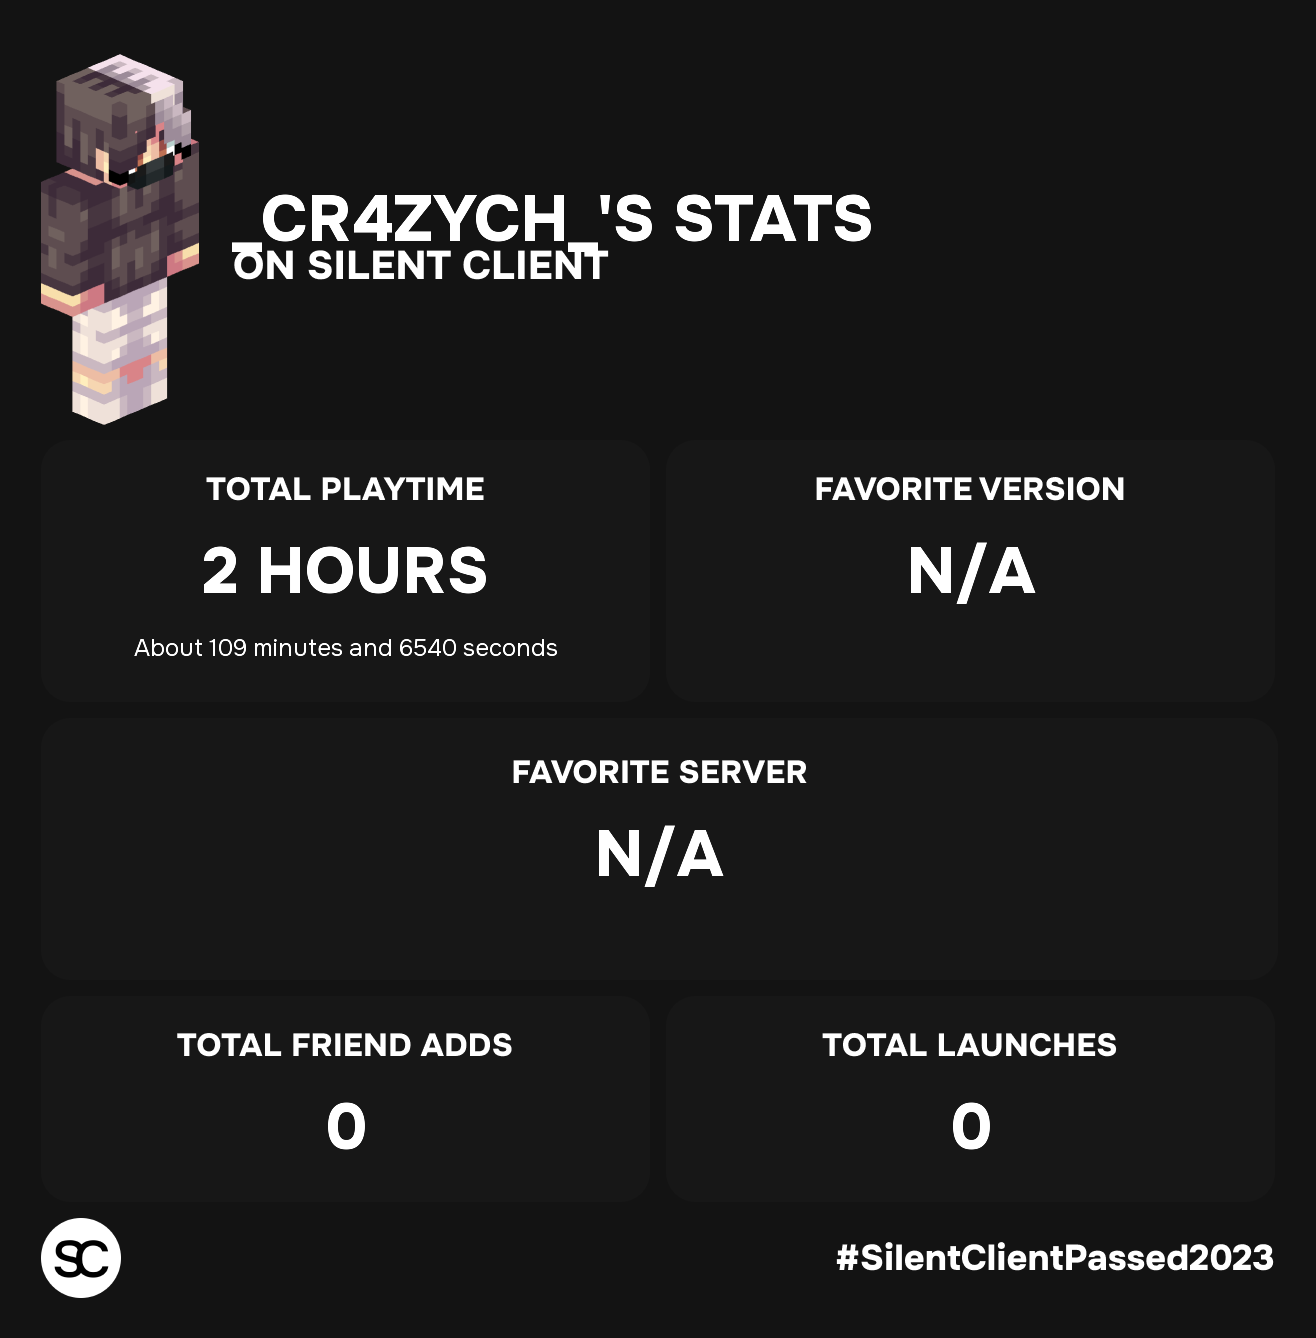 _CR4ZYCH_'S STATS
ON SILENT CLIENT
TOTAL PLAYTIME
2 HOURS
About 109 minutes and 6540 seconds
FAVORITE VERSION
N/A
FAVORITE SERVER
N/A
TOTAL FRIEND ADDS
0
TOTAL LAUNCHES
0
SC
#SilentClientPassed2023